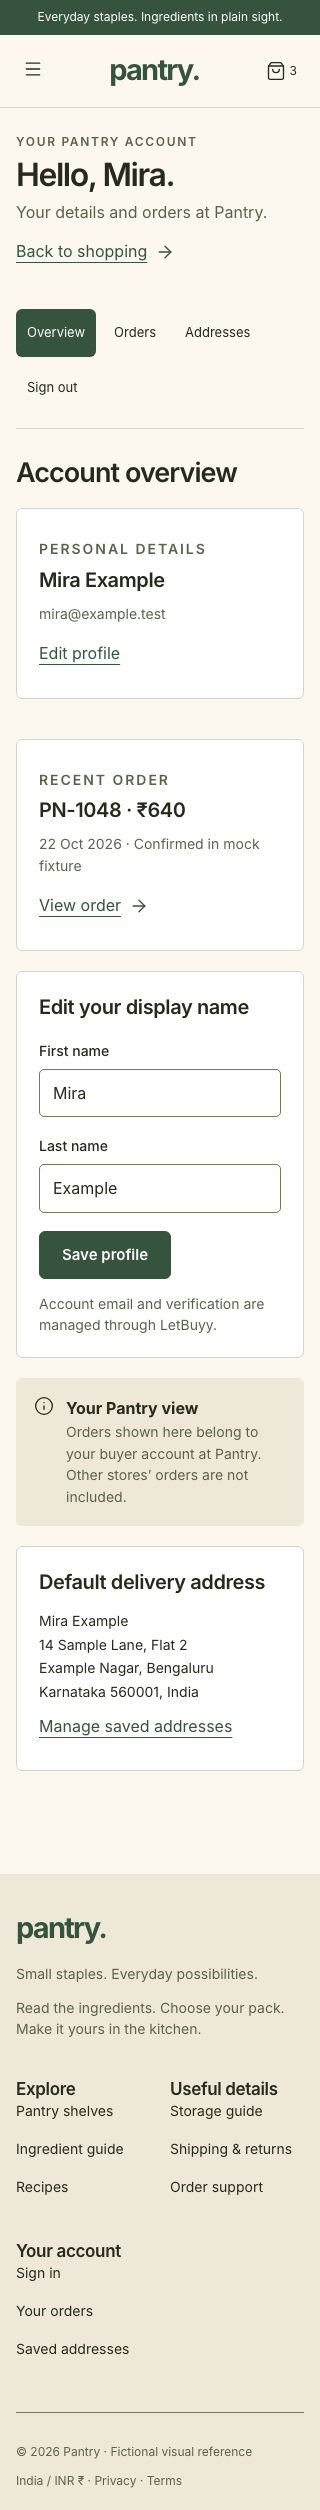 Everyday staples. Ingredients in plain sight.
pantry.
3
YOUR PANTRY ACCOUNT
Hello, Mira.
Your details and orders at Pantry.
Back to shopping →
Overview Orders Addresses
Sign out
Account overview
PERSONAL DETAILS
Mira Example
mira@example.test
Edit profile
RECENT ORDER
PN-1048 · ₹640
22 Oct 2026 · Confirmed in mock
fixture
View order →
Edit your display name
First name
Mira
Last name
Example
Save profile
Account email and verification are
managed through LetBuyy.
Your Pantry view
Orders shown here belong to
your buyer account at Pantry.
Other stores’ orders are not
included.
Default delivery address
Mira Example
14 Sample Lane, Flat 2
Example Nagar, Bengaluru
Karnataka 560001, India
Manage saved addresses
pantry.
Small staples. Everyday possibilities.
Read the ingredients. Choose your pack.
Make it yours in the kitchen.
Explore
Pantry shelves
Ingredient guide
Recipes
Useful details
Storage guide
Shipping & returns
Order support
Your account
Sign in
Your orders
Saved addresses
© 2026 Pantry · Fictional visual reference
India / INR ₹ · Privacy · Terms